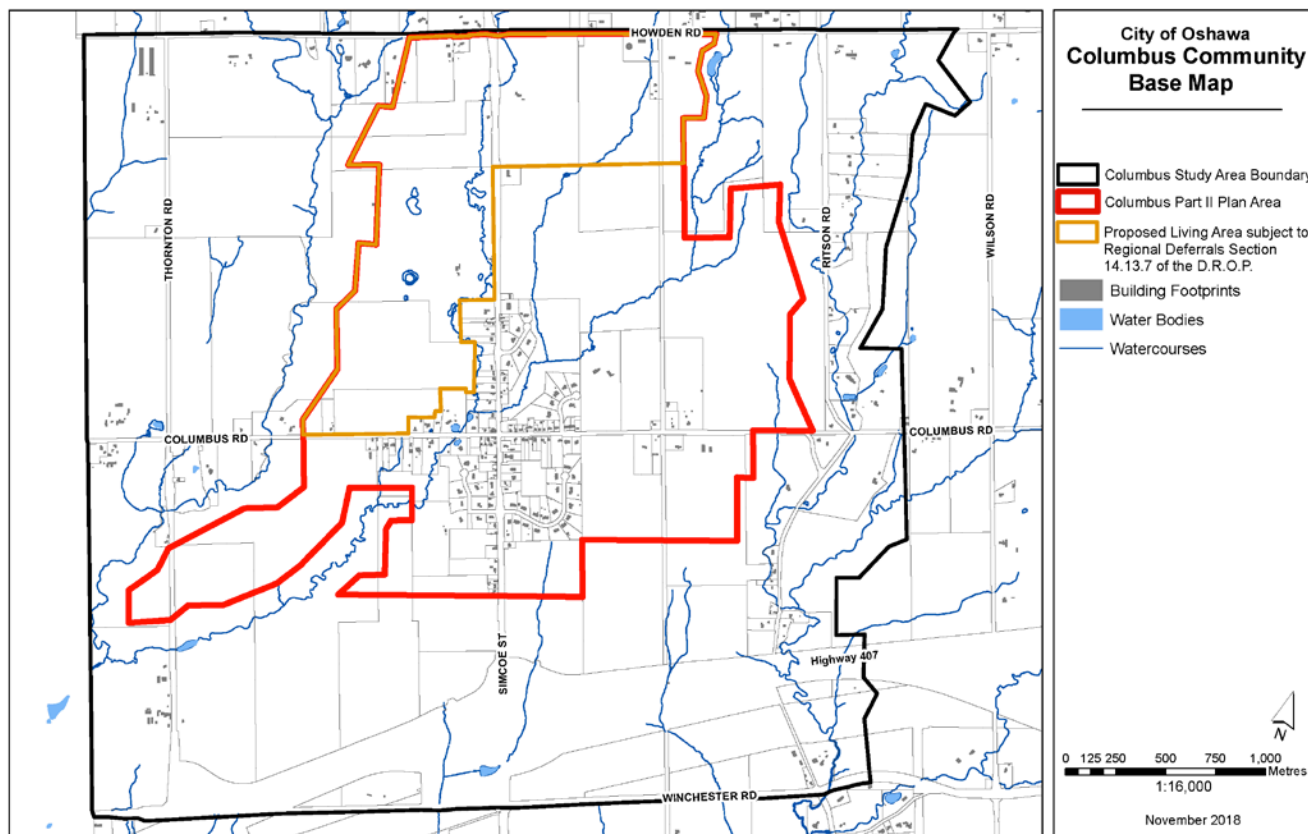 HOWDEN RD
THORNTON RD
RITSON RD
WILSON RD
COLUMBUS RD
COLUMBUS RD
SIMCOE ST
Highway 407
WINCHESTER RD
City of Oshawa
Columbus Community
Base Map
Columbus Study Area Boundary
Columbus Part II Plan Area
Proposed Living Area subject to
Regional Deferrals Section
14.13.7 of the D.R.O.P.
Building Footprints
Water Bodies
Watercourses
N
0 125 250 500 750 1,000
Metres
1:16,000
November 2018